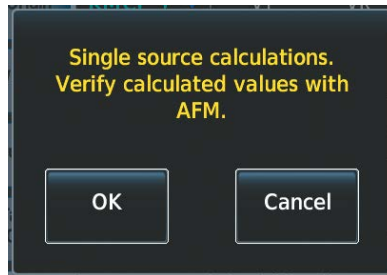 Single source calculations.
Verify calculated values with
AFM.
OK
Cancel